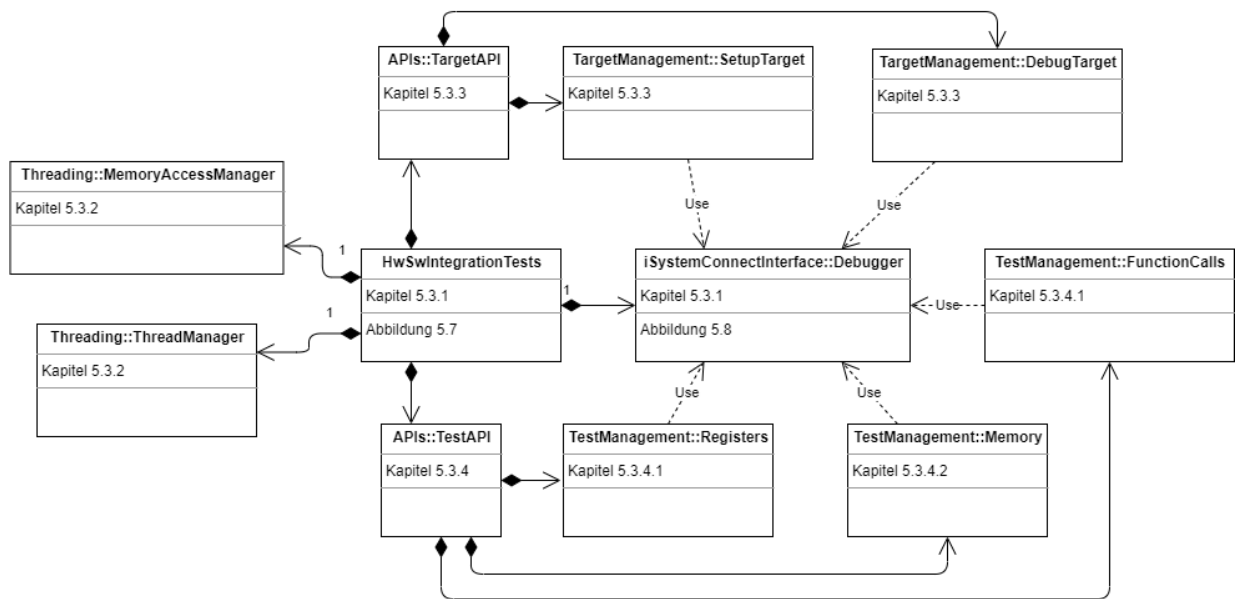 APIs::TargetAPI
Kapitel 5.3.3
TargetManagement::SetupTarget
Kapitel 5.3.3
TargetManagement::DebugTarget
Kapitel 5.3.3
Threading::MemoryAccessManager
Kapitel 5.3.2
Use
Use
1
HwSwIntegrationTests
Kapitel 5.3.1
Abbildung 5.7
1
iSystemConnectInterface::Debugger
Kapitel 5.3.1
Abbildung 5.8
Use
TestManagement::FunctionCalls
Kapitel 5.3.4.1
1
Threading::ThreadManager
Kapitel 5.3.2
Use
Use
APIs::TestAPI
Kapitel 5.3.4
TestManagement::Registers
Kapitel 5.3.4.1
TestManagement::Memory
Kapitel 5.3.4.2